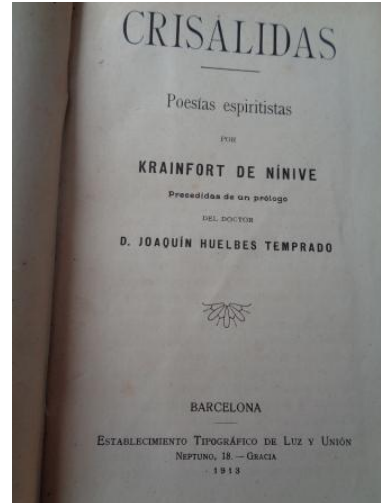 CRISÁLIDAS
Poesías espiritistas
POR
KRAINFORT DE NÍNIVE
Precedidas de un prólogo
DEL DOCTOR
D. JOAQUÍN HUELBES TEMPRADO
BARCELONA
ESTABLECIMIENTO TIPOGRÁFICO DE LUZ Y UNIÓN
NEPTUNO, 18. — GRACIA
1913